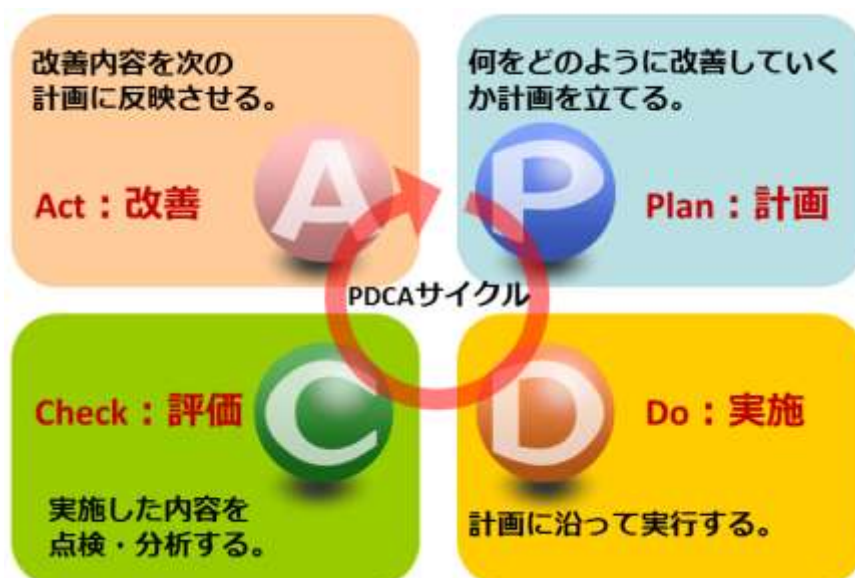 改善内容を次の
計画に反映させる。
A
Act：改善
何をどのように改善していく
か計画を立てる。
P
Plan：計画
PDCAサイクル
Check：評価
C
実施した内容を
点検・分析する。
D
Do：実施
計画に沿って実行する。